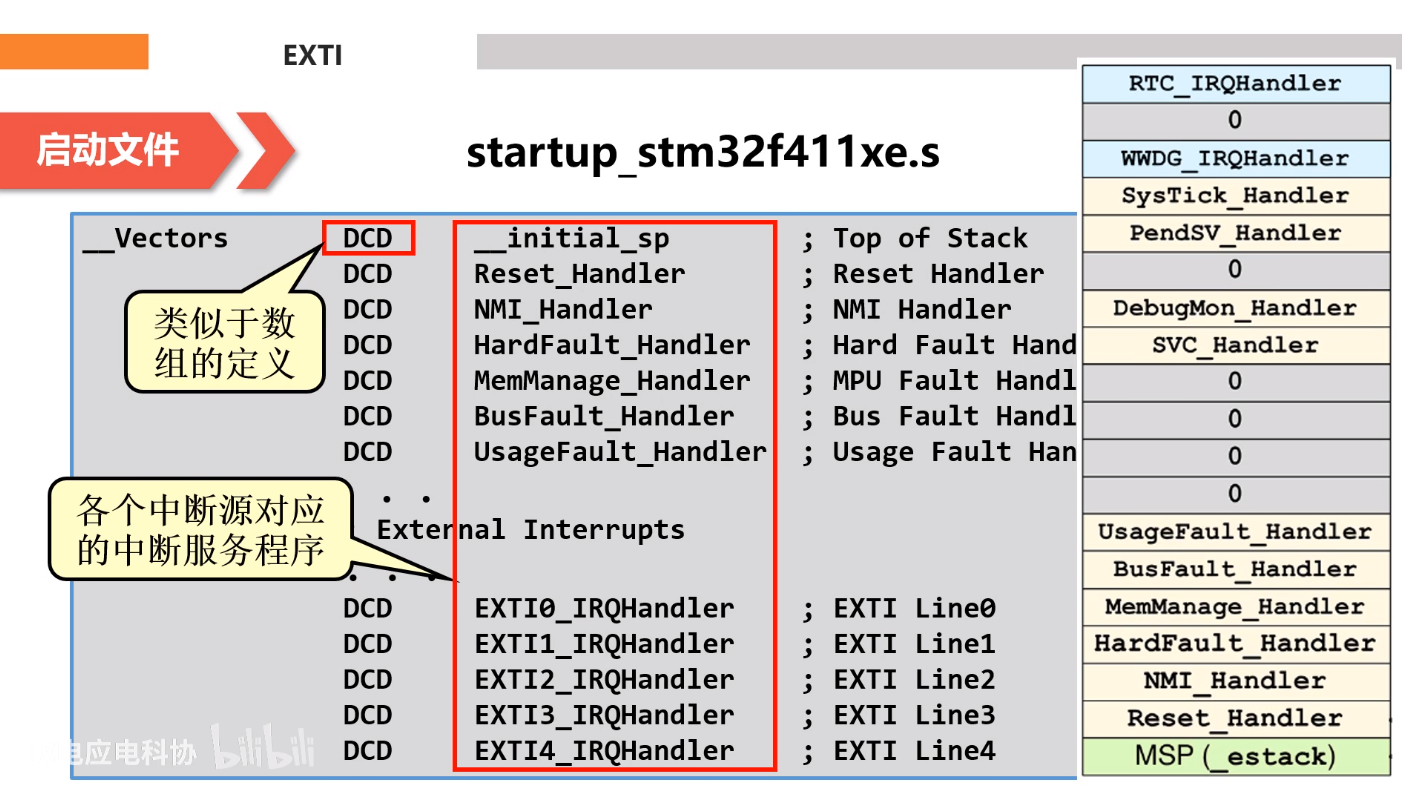 EXTI
启动文件
startup_stm32f411xe.s
__Vectors DCD __initial_sp ; Top of Stack
DCD Reset_Handler ; Reset Handler
DCD NMI_Handler ; NMI Handler
DCD HardFault_Handler ; Hard Fault Hand
DCD MemManage_Handler ; MPU Fault Handl
DCD BusFault_Handler ; Bus Fault Handl
DCD UsageFault_Handler ; Usage Fault Han
. .
External Interrupts
. . .
DCD EXTI0_IRQHandler ; EXTI Line0
DCD EXTI1_IRQHandler ; EXTI Line1
DCD EXTI2_IRQHandler ; EXTI Line2
DCD EXTI3_IRQHandler ; EXTI Line3
DCD EXTI4_IRQHandler ; EXTI Line4
类似于数
组的定义
各个中断源对应
的中断服务程序
RTC_IRQHandler
0
WWDG_IRQHandler
SysTick_Handler
PendSV_Handler
0
DebugMon_Handler
SVC_Handler
0
0
0
0
UsageFault_Handler
BusFault_Handler
MemManage_Handler
HardFault_Handler
NMI_Handler
Reset_Handler
MSP (_estack)
电应电科协 bilibili